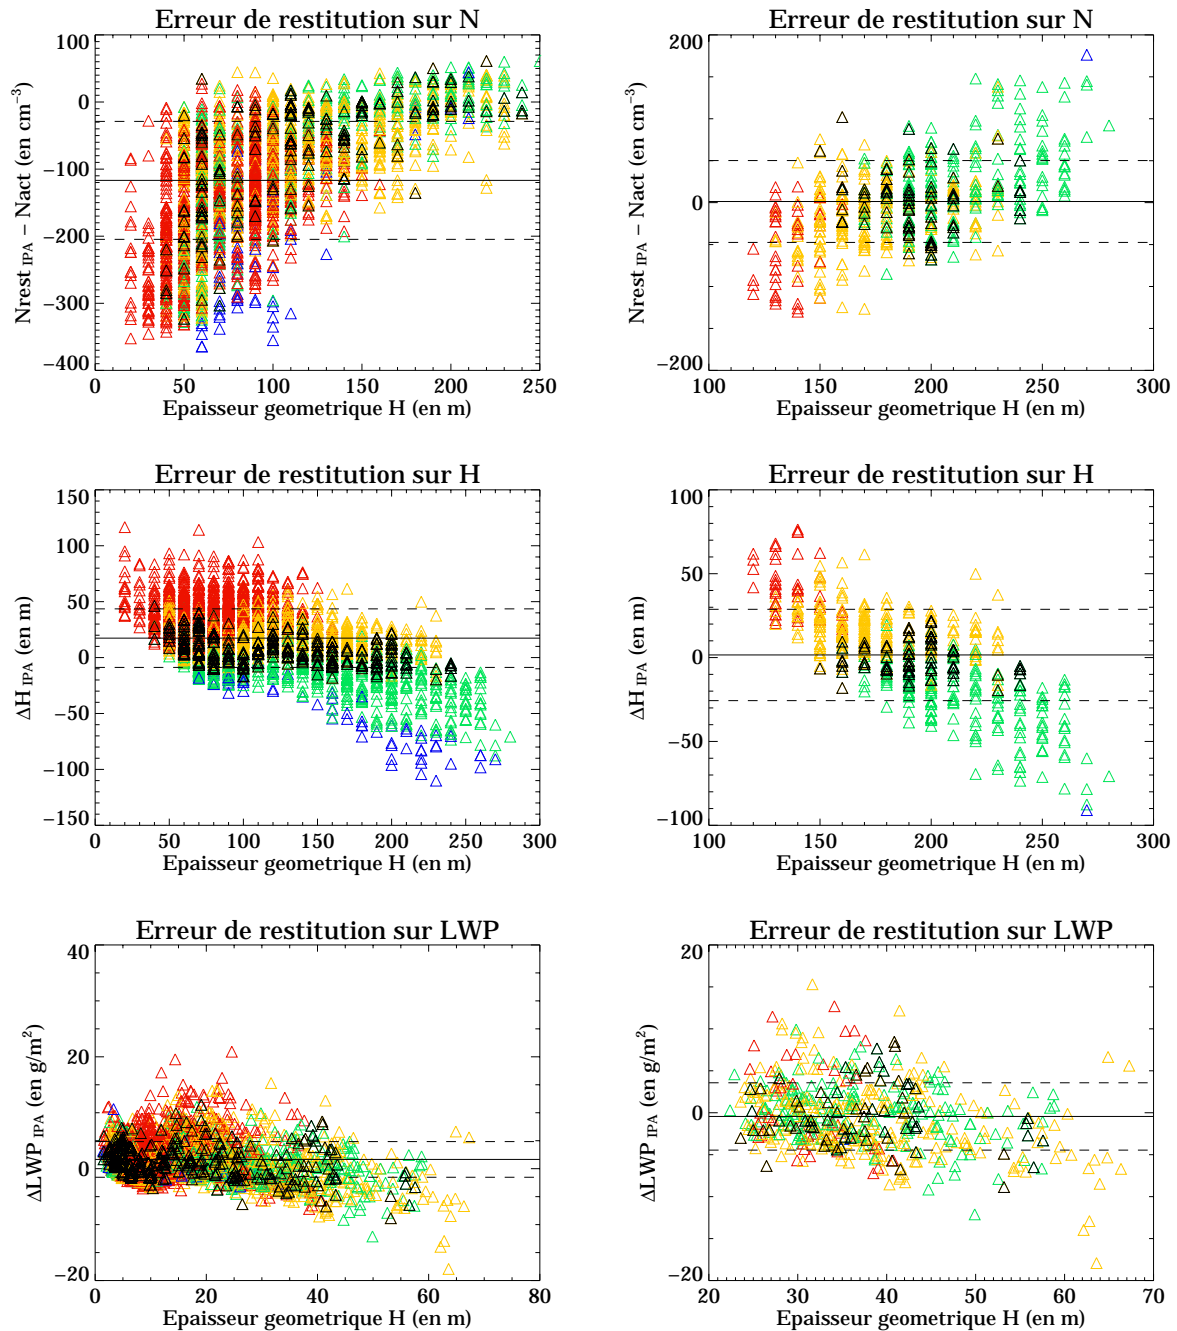 Erreur de restitution sur N
100
0
−100
−200
−300
−400
Nrest IPA − Nact (en cm−3)
0 50 100 150 200 250
Epaisseur geometrique H (en m)
Erreur de restitution sur N
200
100
0
−200
Nrest IPA − Nact (en cm−3)
100 150 200 250 300
Epaisseur geometrique H (en m)
Erreur de restitution sur H
150
100
50
0
−50
−100
−150
ΔH IPA (en m)
0 50 100 150 200 250 300
Epaisseur geometrique H (en m)
Erreur de restitution sur H
100
50
0
−50
−100
ΔH IPA (en m)
100 150 200 250 300
Epaisseur geometrique H (en m)
Erreur de restitution sur LWP
40
20
0
−20
ΔLWP IPA (en g/m2)
0 20 40 60 80
Epaisseur geometrique H (en m)
Erreur de restitution sur LWP
20
10
0
−10
−20
ΔLWP IPA (en g/m2)
20 30 40 50 60 70
Epaisseur geometrique H (en m)